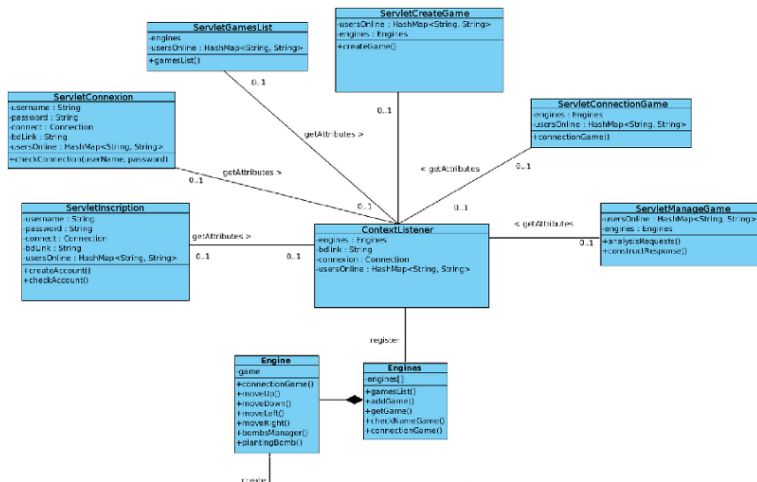 ServletGamesList
-engines
-usersOnline : HashMap<String, String>
+gamesList()
ServletCreateGame
-usersOnline : HashMap<String, String>
-engines : Engines
+createGame()
ServletConnexion
-username : String
-password : String
-connect : Connection
-bdLink : String
-usersOnline : HashMap<String, String>
+checkConnection(userName, password)
ServletConnectionGame
-engines : Engines
-usersOnline : HashMap<String, String>
+connectionGame()
0..1
0..1
getAttributes >
getAttributes >
< getAttributes
0..1
0..1
0..1
0..1
ServletInscription
-username : String
-password : String
-connect : Connection
-bdLink : String
-usersOnline : HashMap<String, String>
+createAccount()
+checkAccount()
getAttributes >
0..1
0..1
ContextListener
-engines : Engines
-bdlink : String
-connexion : Connection
-usersOnline : HashMap<String, String>
< getAttributes
0..1
ServletManageGame
-usersOnline : HashMap<String, String>
-engines : Engines
+analysisRequests()
+constructResponse()
register
Engine
-game
+connectionGame()
+moveUp()
+moveDown()
+moveLeft()
+moveRight()
+bombsManager()
+plantingBomb()
Engines
-engines[]
+gamesList()
+addGame()
+getGame()
+checkNameGame()
+connectionGame()